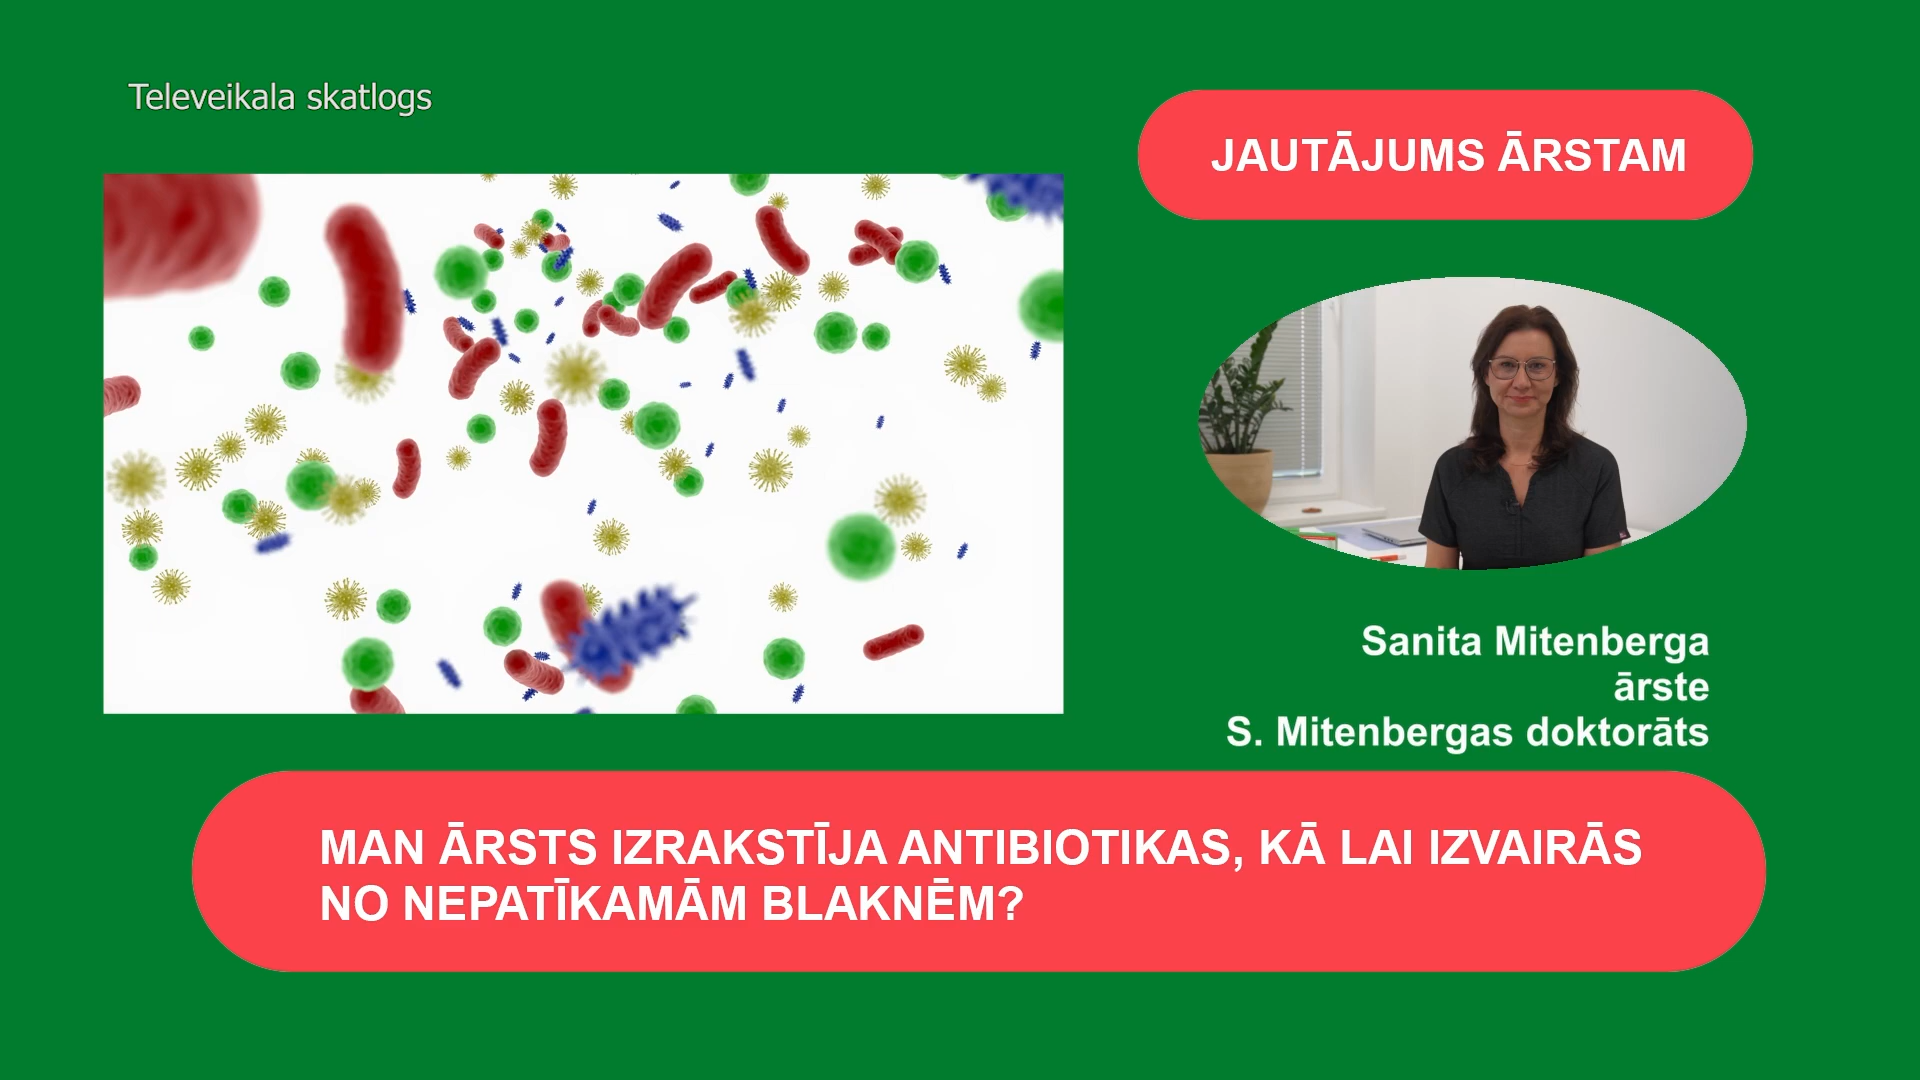 Televeikala skatlogs
JAUTĀJUMS ĀRSTAM
Sanita Mitenberga
ārste
S. Mitenbergas doktorāts
MAN ĀRSTS IZRAKSTĪJA ANTIBIOTIKAS, KĀ LAI IZVAIRĀS
NO NEPATĪKAMĀM BLAKNĒM?